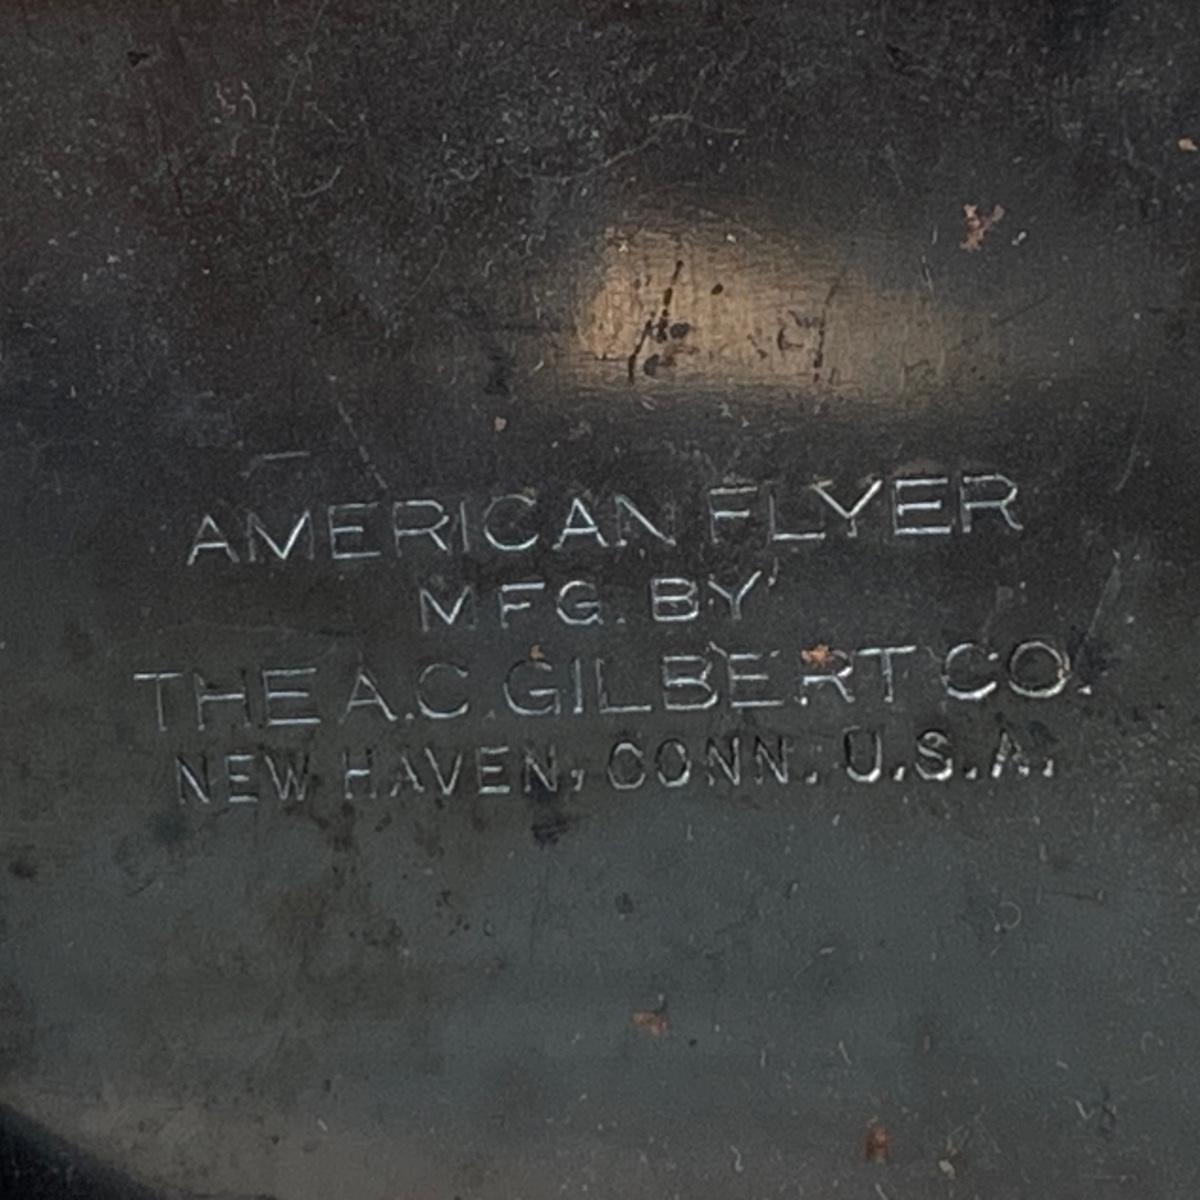 AMERICAN FLYER
MFG. BY
THE A.C. GILBERT CO.
NEW HAVEN, CONN. U.S.A.